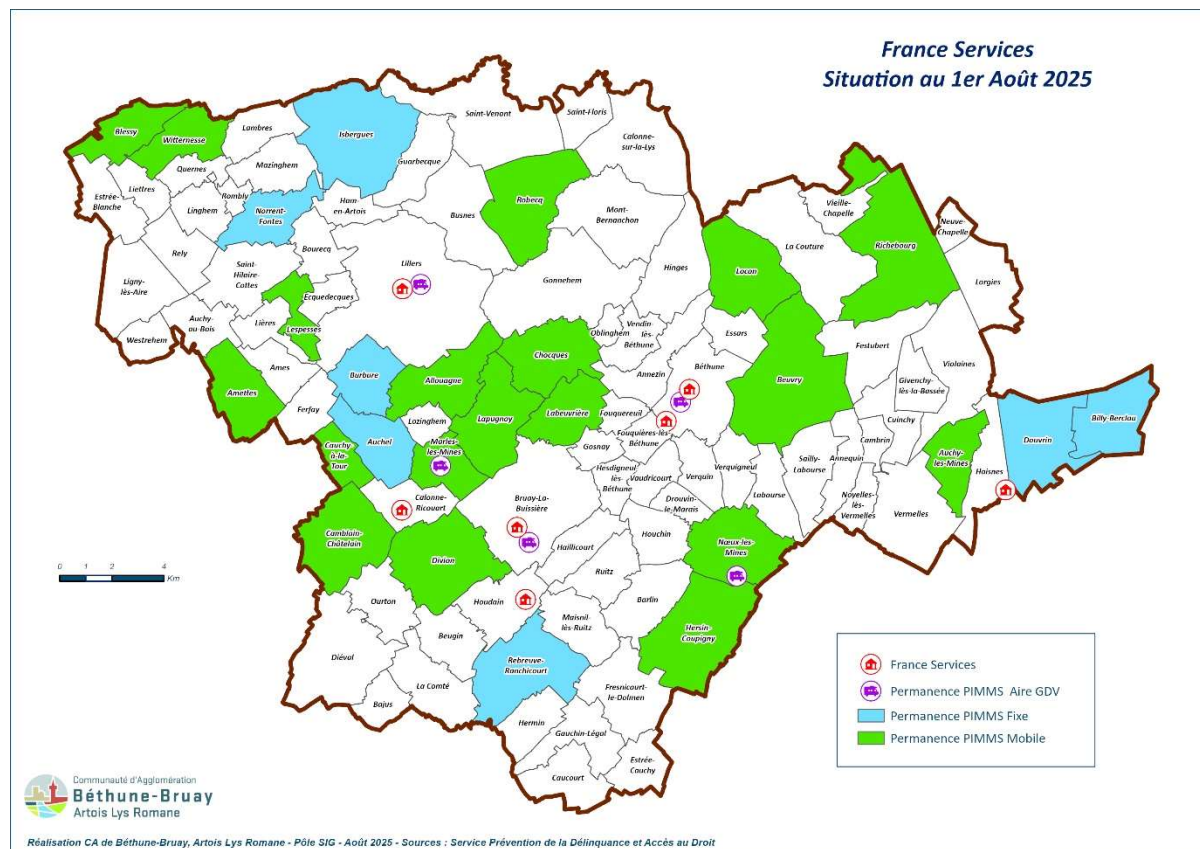 France Services
Situation au 1er Août 2025
Saint-Floris
Saint-Venant
Calonne-
sur-la-Lys
Lambres
Isbergues
Blessy
Witternesse
Guarbecque
Mazinghem
Quernes
Liettres
Rombly
Estrée-
Blanche
Linghem
Norrent-
Fontes
Ham-
en-Artois
Robecq
Busnes
Mont-
Bernanchon
Vieille-
Chapelle
Neuve-
Chapelle
Richebourg
La Couture
Rely
Saint-
Hilaire-
Cottes
Bourecq
Lillers
Gonnehem
Hinges
Locon
Lorgies
Ligny-
lès-Aire
Ecquedecques
Auchy-
au-Bois
Lières
Lespesses
Westrehem
Oblinghem
Vendin-
lès-
Béthune
Essars
Festubert
Violaines
Chocques
Ames
Burbure
Allouagne
Annezin
Béthune
Beuvry
Givenchy-
lès-la-Bassée
Amettes
Ferfay
Lapugnoy
Labeuvrière
Fouquereuil
Lozinghem
Cuinchy
Billy-Berclau
Douvrin
Auchel
Marles-
les-Mines
Fouquières-lès-
Béthune
Cambrin
Cauchy-
à-la-
Tour
Gosnay
Annequin
Auchy-
les-Mines
Haisnes
Hesdigneul-
lès-
Béthune
Vaudricourt
Verquin
Verquigneul
Sailly-
Labourse
Calonne-
Ricouart
Bruay-La-
Buissière
Drouvin-
le-Marais
Labourse
Noyelles-
lès-
Vermelles
Vermelles
Camblain-
Châtelain
Houchin
Nœux-les-
Mines
Divion
Haillicourt
Ruitz
Barlin
Ourton
Houdain
Maisnil-
lès-Ruitz
Hersin-
Coupigny
Beugin
Diéval
Rebreuve-
Ranchicourt
La Comté
Fresnicourt-
le-Dolmen
Bajus
Hermin
Gauchin-Légal
Estrée-
Cauchy
Caucourt
0 1 2 4
Km
France Services
Permanence PIMMS Aire GDV
Permanence PIMMS Fixe
Permanence PIMMS Mobile
Communauté d'Agglomération
Béthune-Bruay
Artois Lys Romane
Réalisation CA de Béthune-Bruay, Artois Lys Romane - Pôle SIG - Août 2025 - Sources : Service Prévention de la Délinquance et Accès au Droit